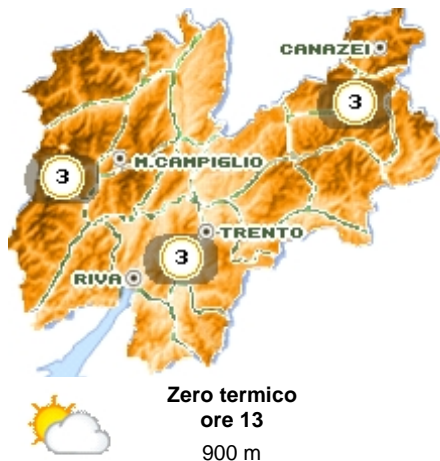 CANAZEI
3
3
M.CAMPIGLIO
TRENTO
3
RIVA
Zero termico
ore 13
900 m